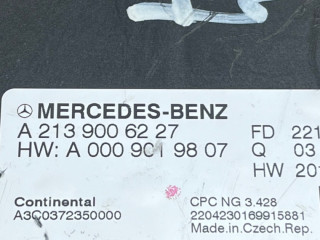 MERCEDES-BENZ
A 213 900 62 27 FD 221
HW: A 000 901 98 07 Q 03
HW 201
Continental CPC NG 3.428
A3C0372350000 2204230169915881
Made.in.Czech.Rep.